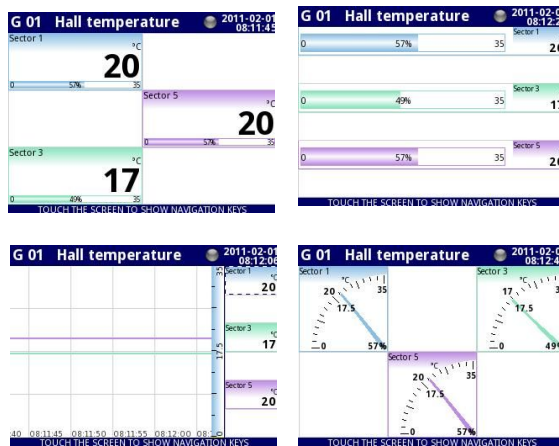 G 01 Hall temperature 2011-02-01
08:11:45
Sector 1
°C
20
0 57% 35
Sector 5
°C
20
0 57% 35
Sector 3
°C
17
0 49% 35
TOUCH THE SCREEN TO SHOW NAVIGATION KEYS
G 01 Hall temperature 2011-02-0
08:12:2
Sector 1
0 57% 35
20
Sector 3
0 49% 35
17
Sector 5
0 57% 35
20
TOUCH THE SCREEN TO SHOW NAVIGATION KEYS
G 01 Hall temperature 2011-02-01
08:12:06
35
Sector 1
°C
20
Sector 3
17.5
°C
17
Sector 5
°C
20
:40 08:11:45 08:11:50 08:11:55 08:12:00
TOUCH THE SCREEN TO SHOW NAVIGATION KEYS
G 01 Hall temperature 2011-02-0
08:12:4
Sector 1
°C
20 35
17.5
0 57%
Sector 3
°C
17 3
17.5
0 49%
Sector 5
°C
20 35
17.5
0 57%
TOUCH THE SCREEN TO SHOW NAVIGATION KEYS